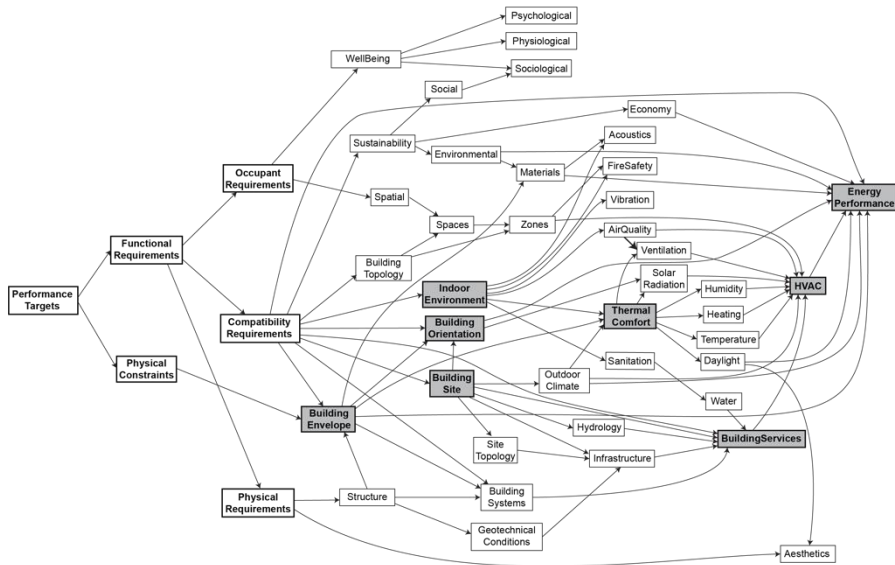 Psychological
WellBeing
Physiological
Sociological
Social
Economy
Sustainability
Acoustics
Environmental
FireSafety
Materials
Occupant
Requirements
Energy
Performance
Spatial
Vibration
Spaces
Zones
AirQuality
Functional
Requirements
Ventilation
Building
Topology
Solar
Radiation
Indoor
Environment
Humidity
HVAC
Performance
Targets
Thermal
Comfort
Heating
Compatibility
Requirements
Building
Orientation
Temperature
Physical
Constraints
Sanitation
Daylight
Outdoor
Climate
Building
Site
Water
Building
Envelope
Hydrology
BuildingServices
Site
Topology
Infrastructure
Physical
Requirements
Structure
Building
Systems
Geotechnical
Conditions
Aesthetics